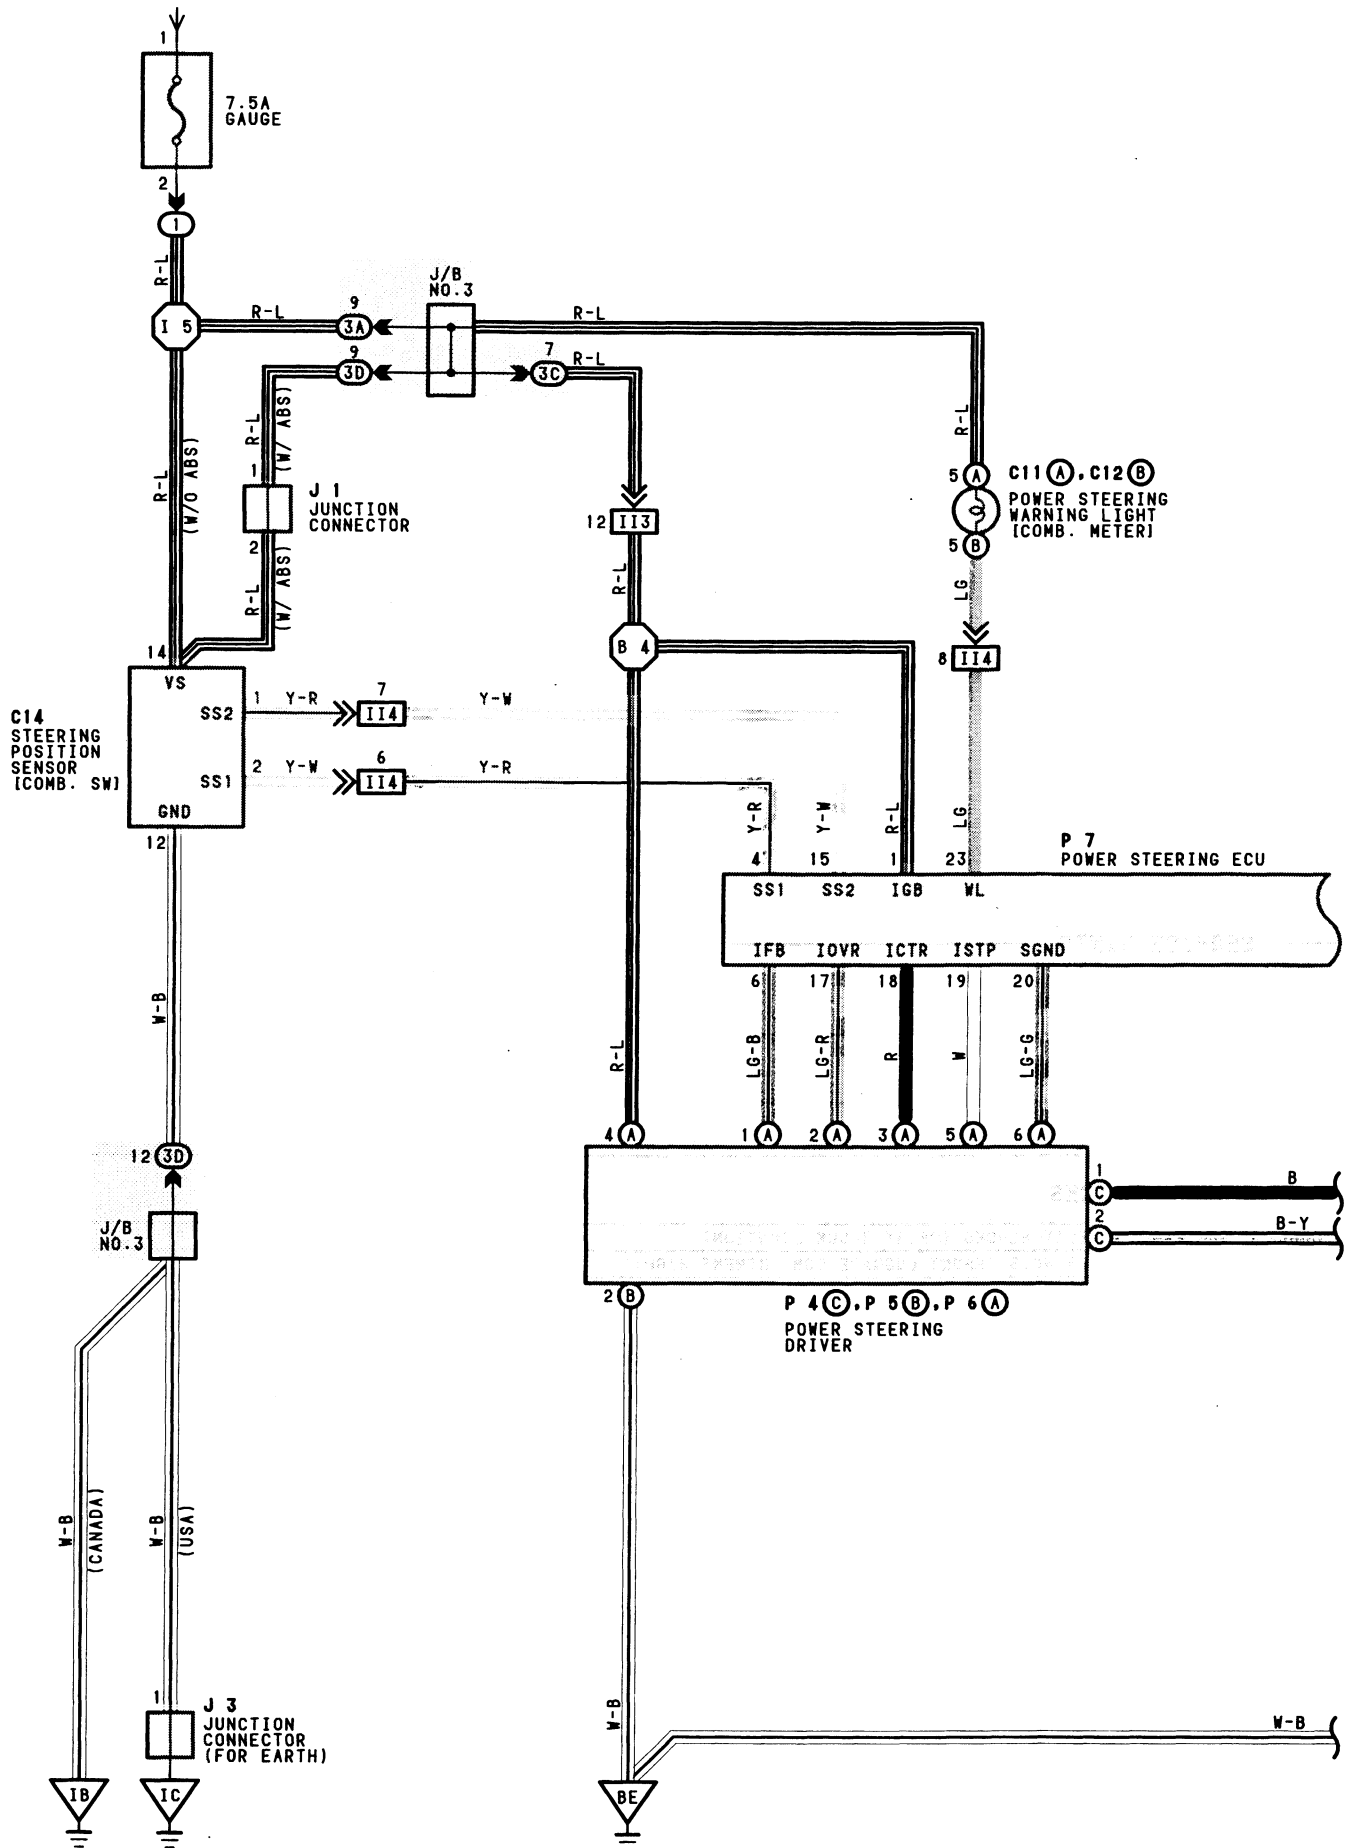 1
7.5A
GAUGE
2
1
R-L
J/B
NO.3
I 5
R-L
9
3A
R-L
9
3D
7
3C
R-L
R-L
(W/O ABS)
R-L
(W/ ABS)
1
J 1
JUNCTION
CONNECTOR
2
R-L
(W/ ABS)
12
II3
R-L
R-L
5
A
C11 A, C12 B
POWER STEERING
WARNING LIGHT
[COMB. METER]
5
B
LG
8
II4
B 4
14
VS
C14
STEERING
POSITION
SENSOR
[COMB. SW]
SS2
1
Y-R
7
II4
Y-W
SS1
2
Y-W
6
II4
Y-R
GND
12
Y-R
Y-W
R-L
LG
P 7
POWER STEERING ECU
4
15
1
23
SS1
SS2
IGB
WL
IFB
IOVR
ICTR
ISTP
SGND
6
17
18
19
20
W-B
R-L
LG-B
LG-R
R
W
LG-G
4
A
1
A
2
A
3
A
5
A
6
A
12
3D
J/B
NO.3
1
C
B
2
C
B-Y
2
B
P 4 C, P 5 B, P 6 A
POWER STEERING
DRIVER
W-B
(CANADA)
W-B
(USA)
1
J 3
JUNCTION
CONNECTOR
(FOR EARTH)
W-B
W-B
IB
IC
BE